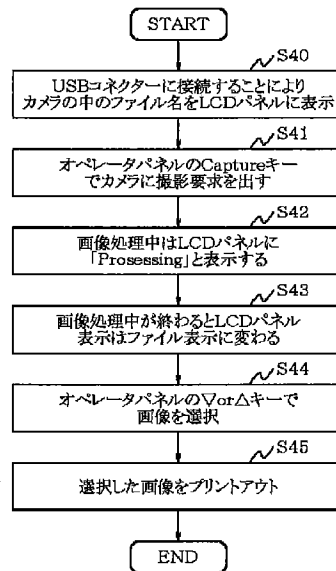 START
S40
USBコネクターに接続することにより
カメラの中のファイル名をLCDパネルに表示
S41
オペレータパネルのCaptureキー
でカメラに撮影要求を出す
S42
画像処理中はLCDパネルに
「Prosessing」と表示する
S43
画像処理中が終わるとLCDパネル
表示はファイル表示に変わる
S44
オペレータパネルの▽or△キーで
画像を選択
S45
選択した画像をプリントアウト
END